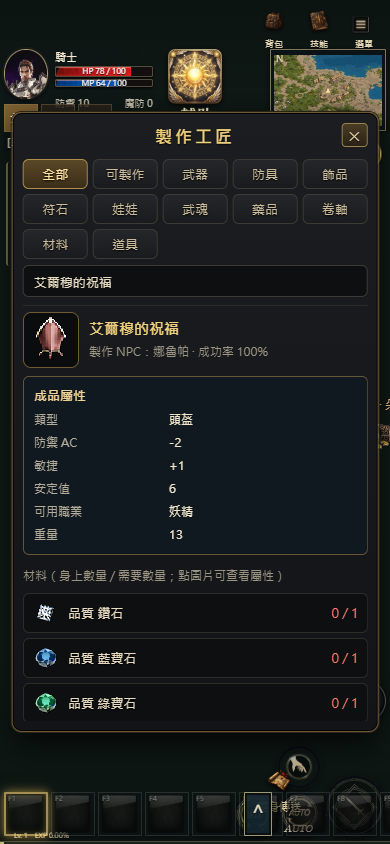 背包 技能 選單
騎士
HP 78 / 100
MP 64 / 100
防禦 10 魔防 0
N
製作工匠
×
全部 可製作 武器 防具 飾品
符石 娃娃 武魂 藥品 卷軸
材料 道具
艾爾穆的祝福
艾爾穆的祝福
製作 NPC：娜魯帕 · 成功率 100%
成品屬性
類型 頭盔
防禦 AC -2
敏捷 +1
安定值 6
可用職業 妖精
重量 13
材料（身上數量 / 需要數量；點圖片可查看屬性）
品質 鑽石 0 / 1
品質 藍寶石 0 / 1
品質 綠寶石 0 / 1
F1 F2 F3 F4 F5 F8
AUTO
AUTO
Lv.1 EXP 0.00%